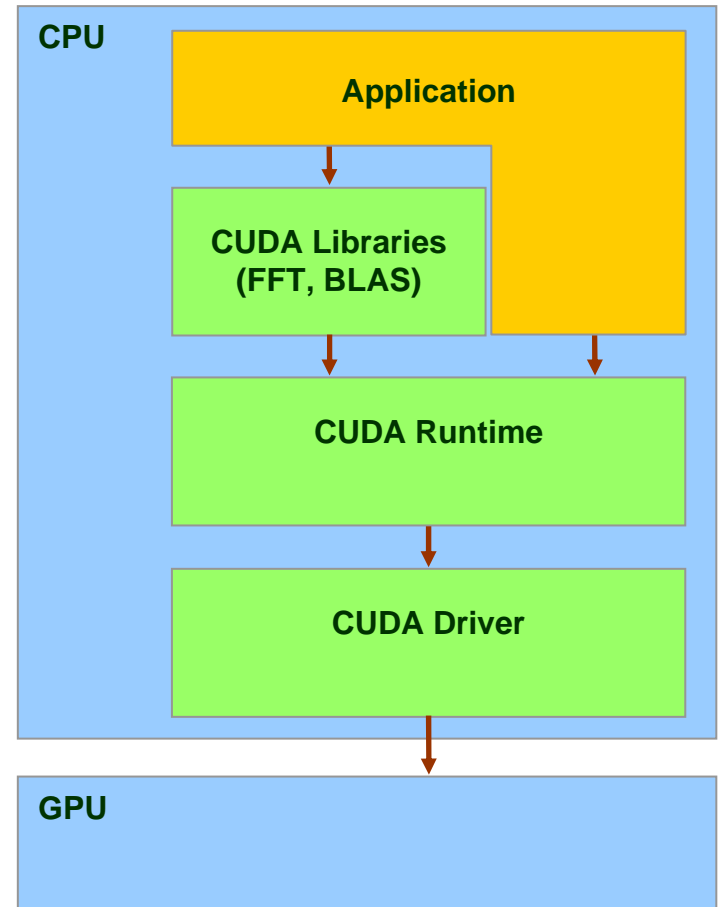 CPU
Application
CUDA Libraries
(FFT, BLAS)
CUDA Runtime
CUDA Driver
GPU